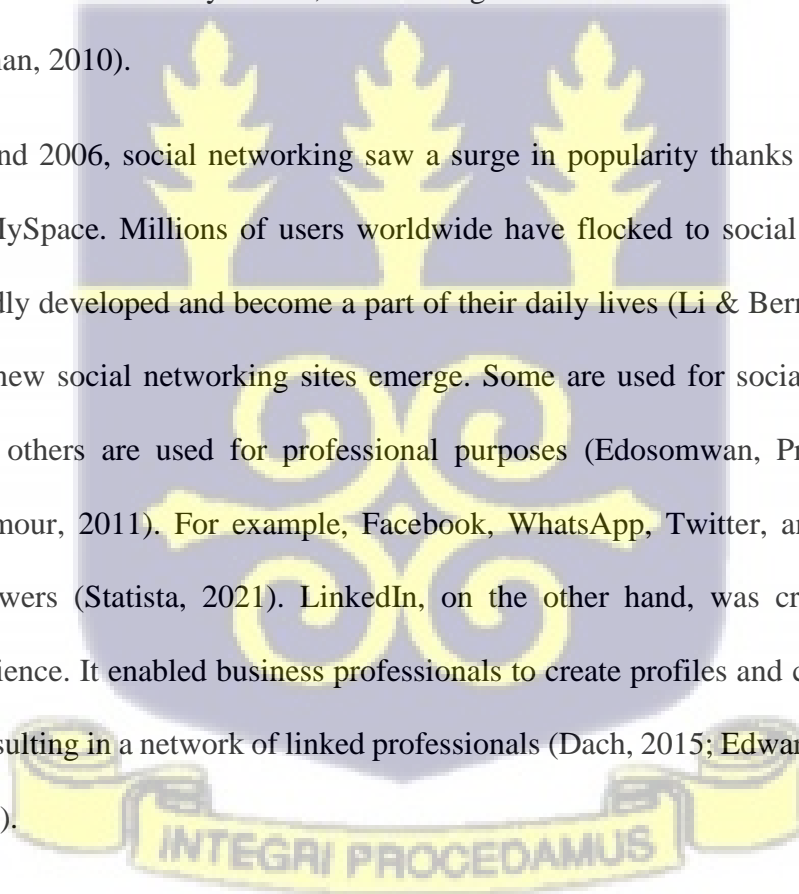 nan, 2010).
nd 2006, social networking saw a surge in popularity thanks
MySpace. Millions of users worldwide have flocked to social
dly developed and become a part of their daily lives (Li & Bern
new social networking sites emerge. Some are used for social
others are used for professional purposes (Edosomwan, Pr
mour, 2011). For example, Facebook, WhatsApp, Twitter, an
wers (Statista, 2021). LinkedIn, on the other hand, was cr
ience. It enabled business professionals to create profiles and c
sulting in a network of linked professionals (Dach, 2015; Edwar
).
INTEGRI PROCEDAMUS